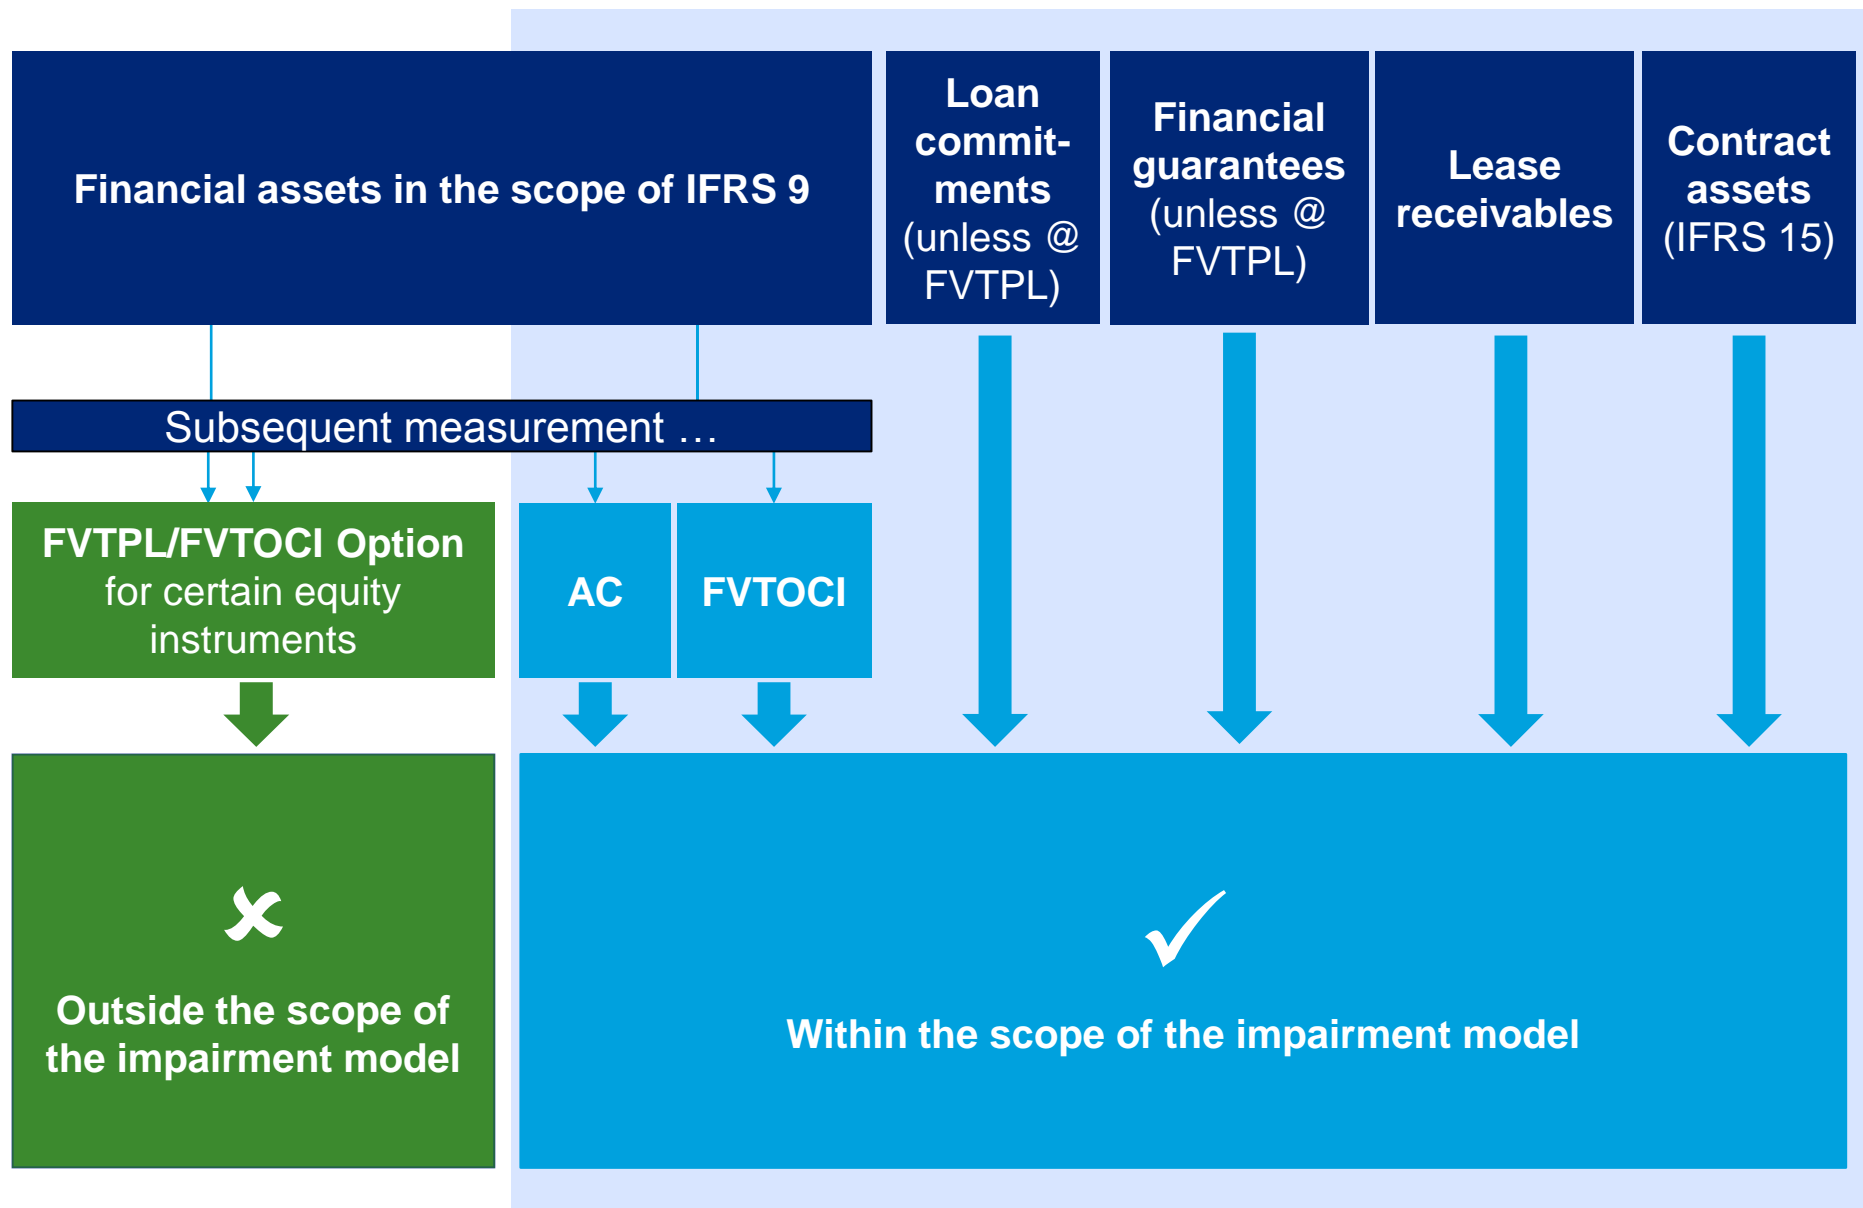 Financial assets in the scope of IFRS 9
Loan
commit-
ments
(unless @
FVTPL)
Financial
guarantees
(unless @
FVTPL)
Lease
receivables
Contract
assets
(IFRS 15)
Subsequent measurement …
FVTPL/FVTOCI Option
for certain equity
instruments
AC
FVTOCI
Outside the scope of
the impairment model
Within the scope of the impairment model